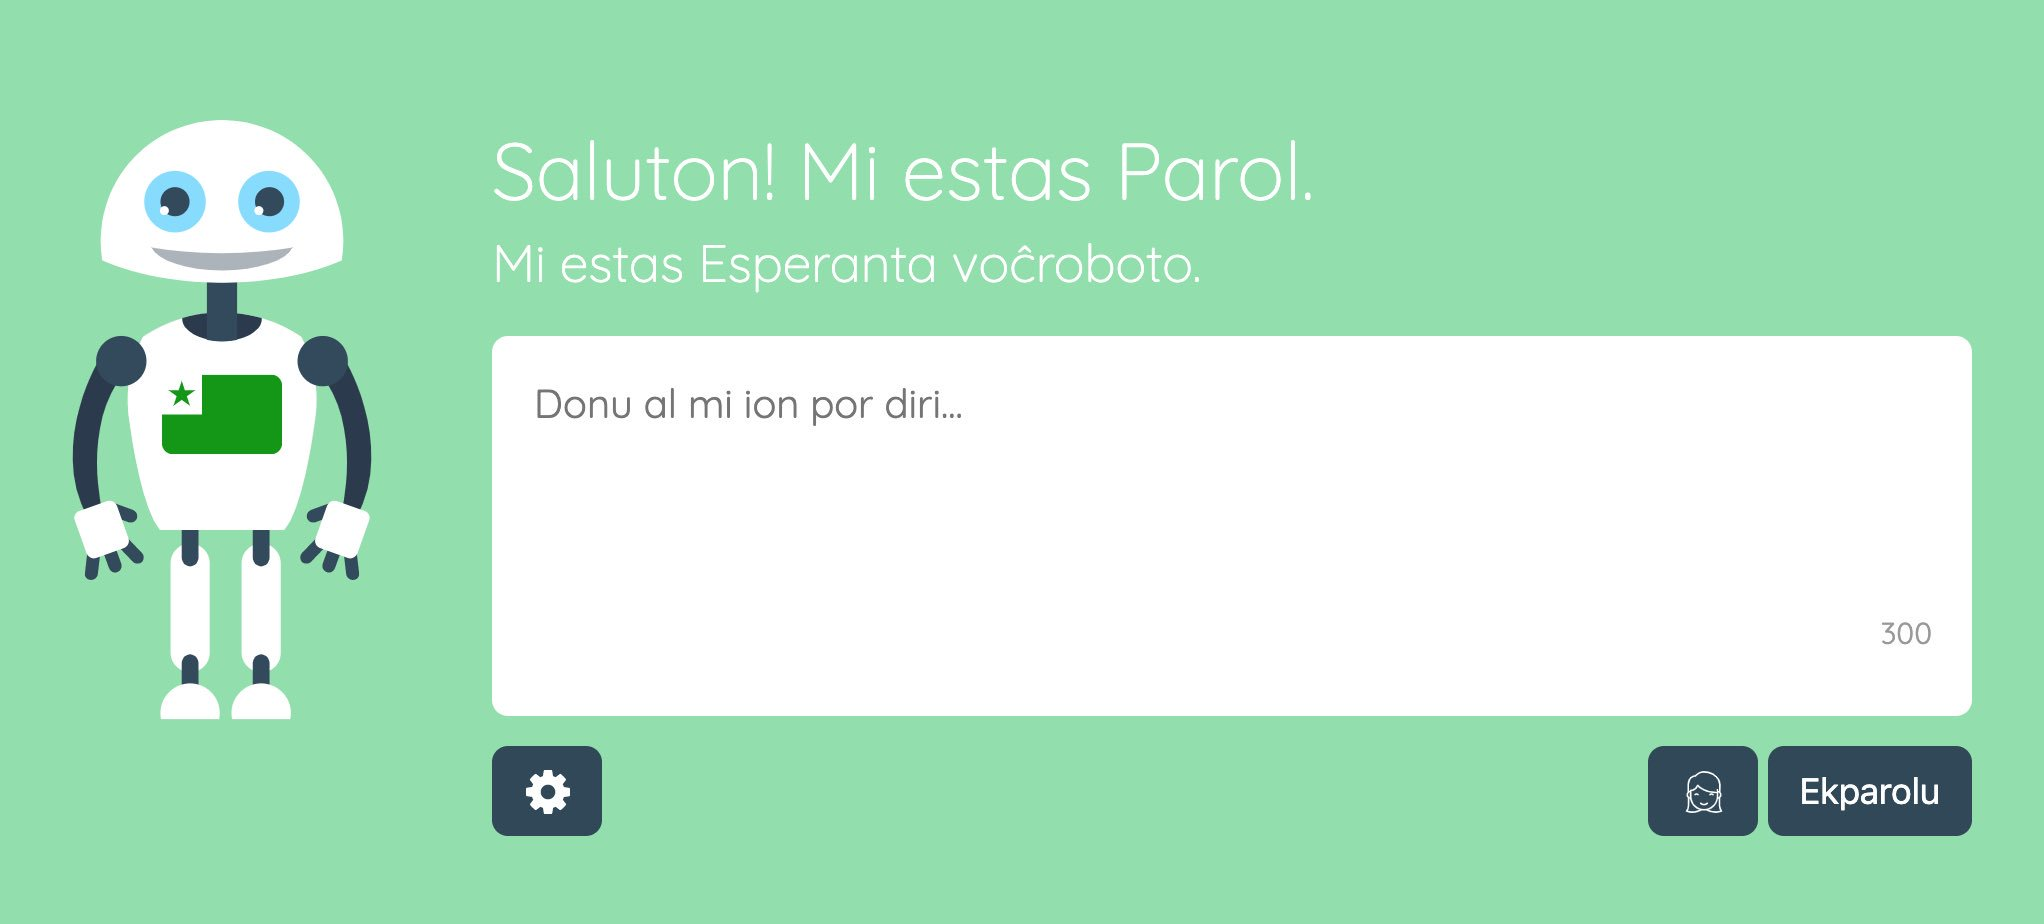 Saluton! Mi estas Parol.
Mi estas Esperanta voĉroboto.
Donu al mi ion por diri...
300
Ekparolu